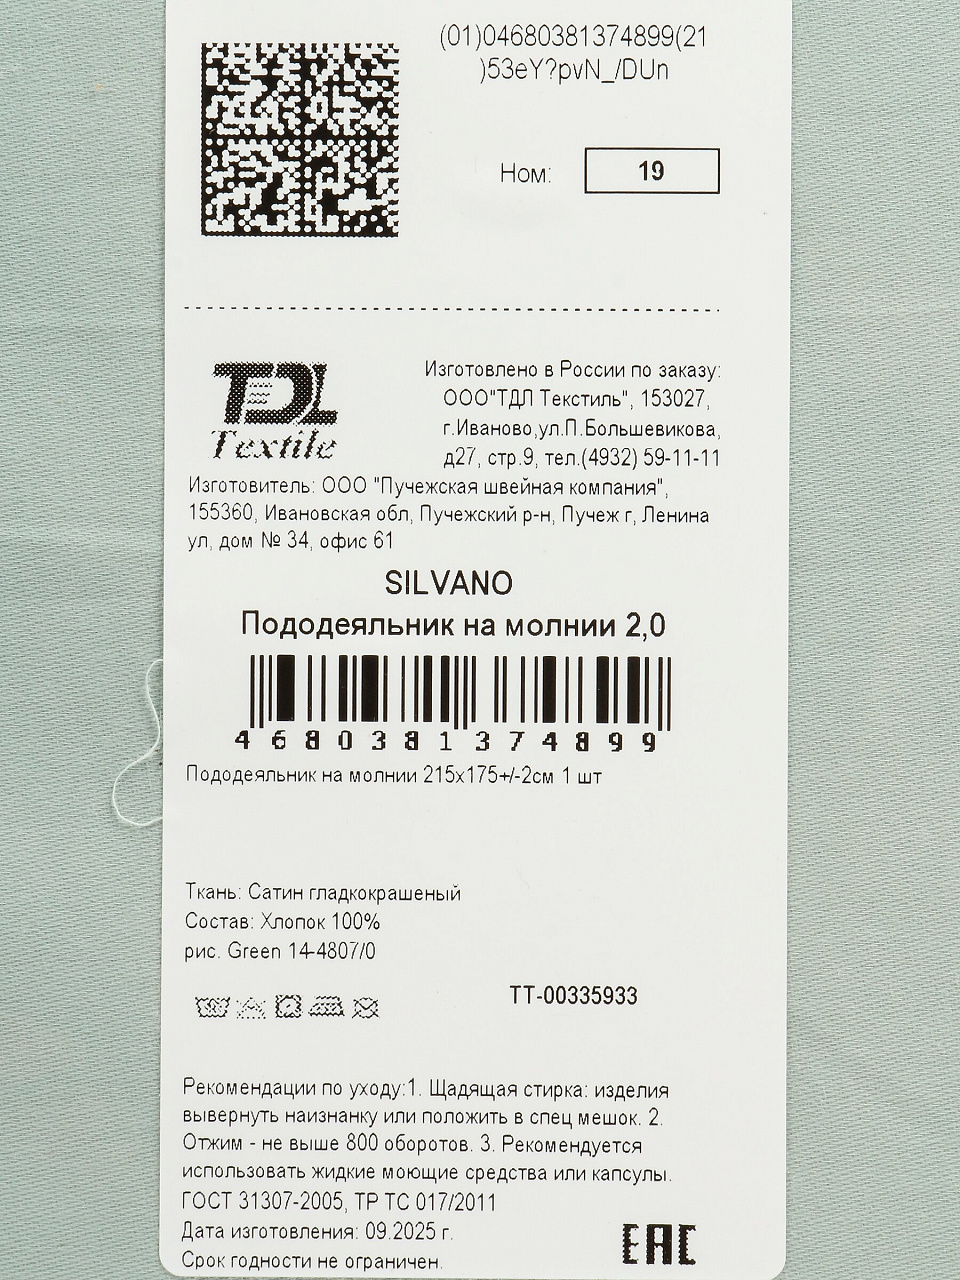 (01)04680381374899(21
)53eY?pvN_/DUn
Ном: 19
TDL
Textile
Изготовлено в России по заказу:
ООО"ТДЛ Текстиль", 153027,
г.Иваново,ул.П.Большевикова,
д27, стр.9, тел.(4932) 59-11-11
Изготовитель: ООО "Пучежская швейная компания",
155360, Ивановская обл, Пучежский р-н, Пучеж г, Ленина
ул, дом № 34, офис 61
SILVANO
Пододеяльник на молнии 2,0
4680381374899
Пододеяльник на молнии 215х175+/-2см 1 шт
Ткань: Сатин гладкокрашеный
Состав: Хлопок 100%
рис. Green 14-4807/0
ТТ-00335933
Рекомендации по уходу:1. Щадящая стирка: изделия
вывернуть наизнанку или положить в спец мешок. 2.
Отжим - не выше 800 оборотов. 3. Рекомендуется
использовать жидкие моющие средства или капсулы.
ГОСТ 31307-2005, ТР ТС 017/2011
Дата изготовления: 09.2025 г.
Срок годности не ограничен.
EAC